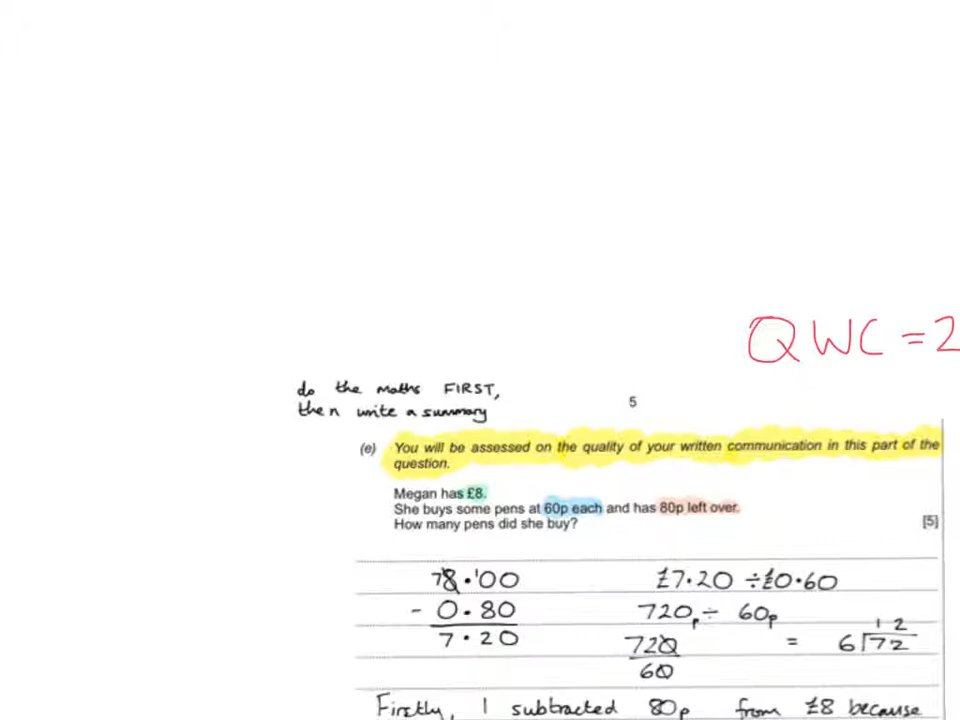 QWC = 2
do the maths FIRST,
then write a summary
5
(e) You will be assessed on the quality of your written communication in this part of the
question.
Megan has £8.
She buys some pens at 60p each and has 80p left over.
How many pens did she buy?
[5]
78.100 £7.20 ÷ £0.60
- 0.80 720p ÷ 60p
7.20 720 = 12
60 6 72
Firstly, I subtracted 80p from £8 because